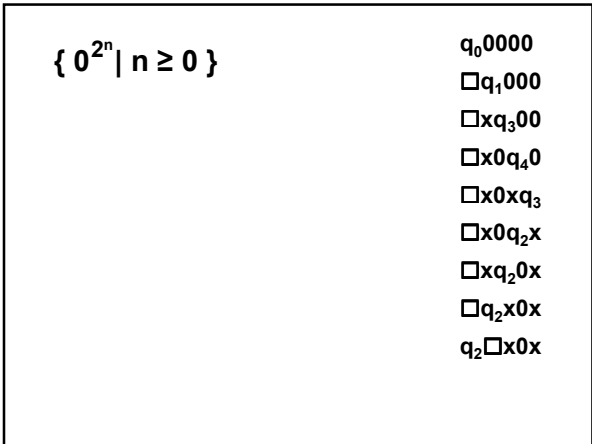 { 0^{2^n} | n ≥ 0 }
q₀0000
□q₁000
□xq₃00
□x0q₄0
□x0xq₃
□x0q₂x
□xq₂0x
□q₂x0x
q₂□x0x